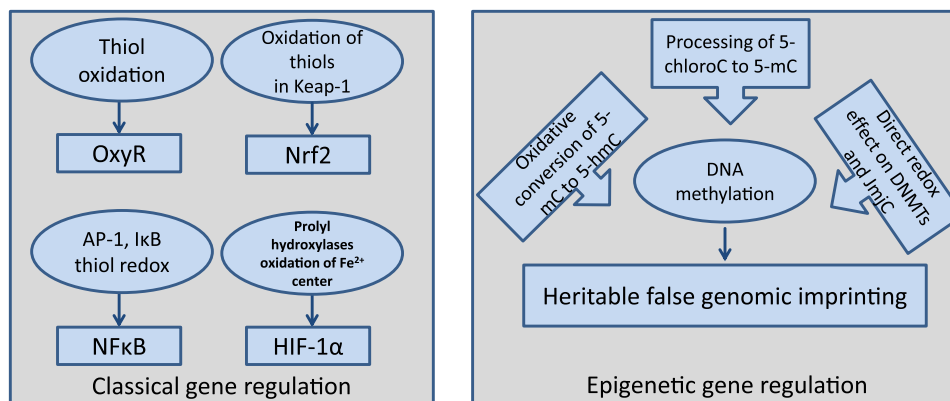 Thiol
oxidation
OxyR
Oxidation of
thiols
in Keap-1
Nrf2
AP-1, IκB
thiol redox
NFκB
Prolyl
hydroxylases
oxidation of Fe²⁺
center
HIF-1α
Classical gene regulation
Processing of 5-
chloroC to 5-mC
Oxidative
conversion of 5-
mC to 5-hmC
DNA
methylation
Direct redox
effect on DNMTs
and JmjC
Heritable false genomic imprinting
Epigenetic gene regulation